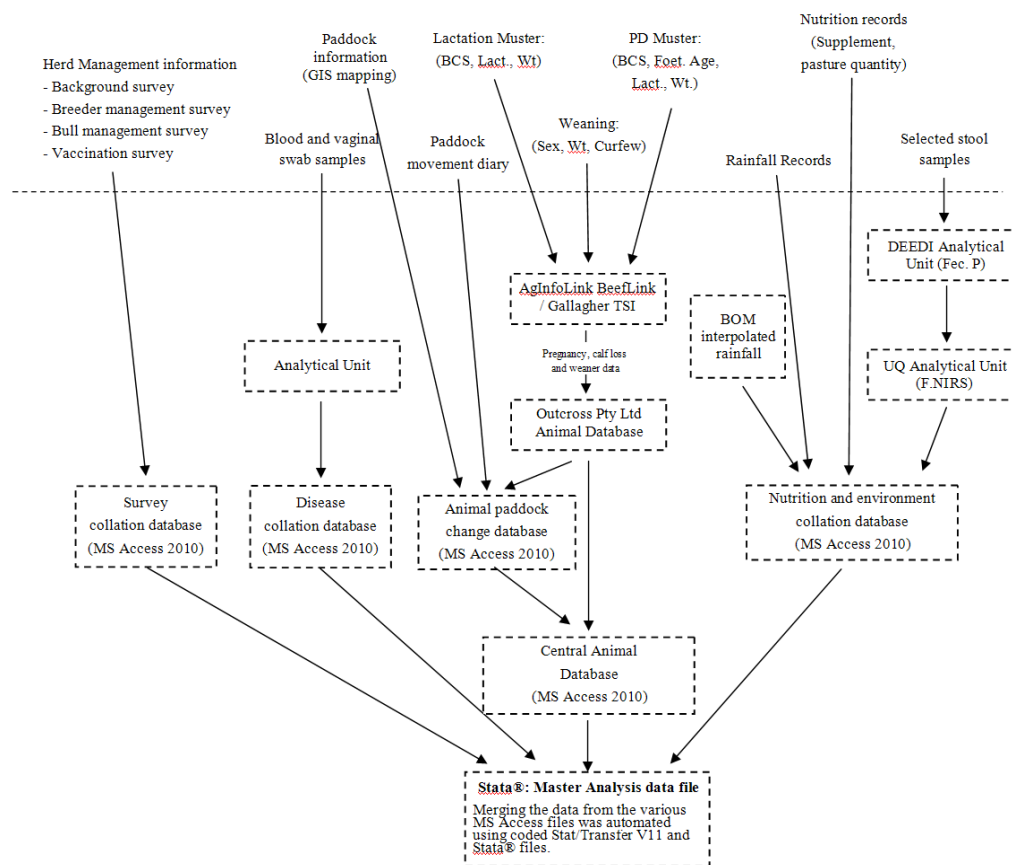 Herd Management information
- Background survey
- Breeder management survey
- Bull management survey
- Vaccination survey
Blood and vaginal
swab samples
Paddock
information
(GIS mapping)
Paddock
movement diary
Lactation Muster:
(BCS, Lact., Wt)
Weaning:
(Sex, Wt, Curfew)
PD Muster:
(BCS, Foet. Age,
Lact., Wt.)
Rainfall Records
Nutrition records
(Supplement,
pasture quantity)
Selected stool
samples
DEEDI Analytical
Unit (Fec. P)
AgInfoLink BeefLink
/ Gallagher TSI
BOM
interpolated
rainfall
Analytical Unit
Pregnancy, calf loss
and weaner data
UQ Analytical Unit
(F.NIRS)
Outcross Pty Ltd
Animal Database
Survey
collation database
(MS Access 2010)
Disease
collation database
(MS Access 2010)
Animal paddock
change database
(MS Access 2010)
Nutrition and environment
collation database
(MS Access 2010)
Central Animal
Database
(MS Access 2010)
Stata®: Master Analysis data file
Merging the data from the various
MS Access files was automated
using coded Stat/Transfer V11 and
Stata® files.